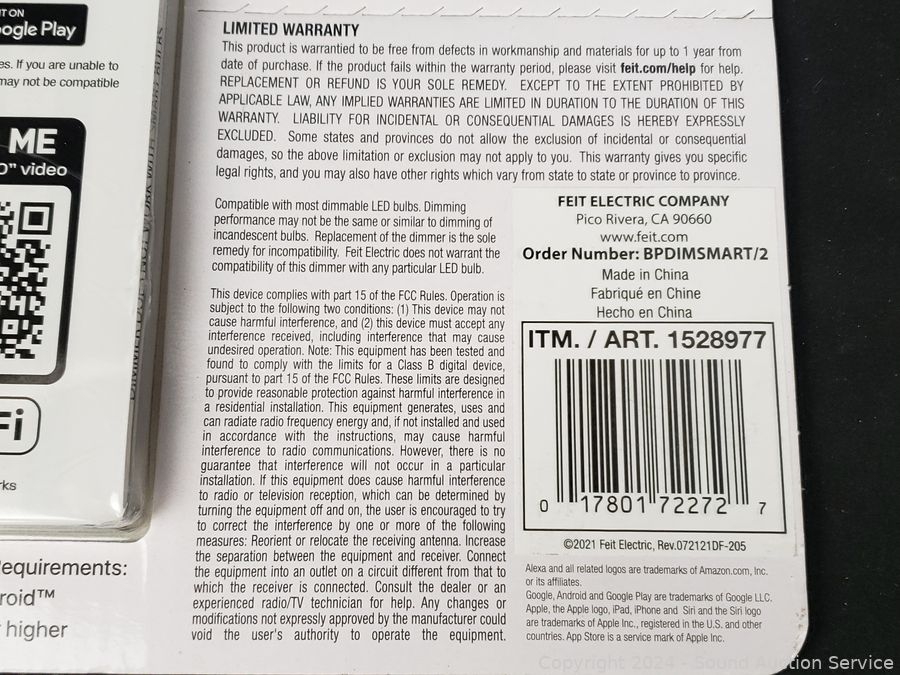 IT ON
oogle Play
es. If you are unable to
may not be compatible
ME
D" video
Fi
rks
equirements:
roid™
higher
LIMITED WARRANTY
This product is warrantied to be free from defects in workmanship and materials for up to 1 year from
date of purchase. If the product fails within the warranty period, please visit feit.com/help for help.
REPLACEMENT OR REFUND IS YOUR SOLE REMEDY. EXCEPT TO THE EXTENT PROHIBITED BY
APPLICABLE LAW, ANY IMPLIED WARRANTIES ARE LIMITED IN DURATION TO THE DURATION OF THIS
WARRANTY. LIABILITY FOR INCIDENTAL OR CONSEQUENTIAL DAMAGES IS HEREBY EXPRESSLY
EXCLUDED. Some states and provinces do not allow the exclusion of incidental or consequential
damages, so the above limitation or exclusion may not apply to you. This warranty gives you specific
legal rights, and you may also have other rights which vary from state to state or province to province.
Compatible with most dimmable LED bulbs. Dimming
performance may not be the same or similar to dimming of
incandescent bulbs. Replacement of the dimmer is the sole
remedy for incompatibility. Feit Electric does not warrant the
compatibility of this dimmer with any particular LED bulb.
This device complies with part 15 of the FCC Rules. Operation is
subject to the following two conditions: (1) This device may not
cause harmful interference, and (2) this device must accept any
interference received, including interference that may cause
undesired operation. Note: This equipment has been tested and
found to comply with the limits for a Class B digital device,
pursuant to part 15 of the FCC Rules. These limits are designed
to provide reasonable protection against harmful interference in
a residential installation. This equipment generates, uses and
can radiate radio frequency energy and, if not installed and used
in accordance with the instructions, may cause harmful
interference to radio communications. However, there is no
guarantee that interference will not occur in a particular
installation. If this equipment does cause harmful interference
to radio or television reception, which can be determined by
turning the equipment off and on, the user is encouraged to try
to correct the interference by one or more of the following
measures: Reorient or relocate the receiving antenna. Increase
the separation between the equipment and receiver. Connect
the equipment into an outlet on a circuit different from that to
which the receiver is connected. Consult the dealer or an
experienced radio/TV technician for help. Any changes or
modifications not expressly approved by the manufacturer could
void the user's authority to operate the equipment.
FEIT ELECTRIC COMPANY
Pico Rivera, CA 90660
www.feit.com
Order Number: BPDIMSMART/2
Made in China
Fabriqué en Chine
Hecho en China
ITM. / ART. 1528977
0 17801 72272 7
©2021 Feit Electric, Rev.072121DF-205
Alexa and all related logos are trademarks of Amazon.com, Inc.
or its affiliates.
Google, Android and Google Play are trademarks of Google LLC.
Apple, the Apple logo, iPad, iPhone and Siri and the Siri logo
are trademarks of Apple Inc., registered in the U.S. and other
countries. App Store is a service mark of Apple Inc.
Copyright 2024 - Sound Auction Service